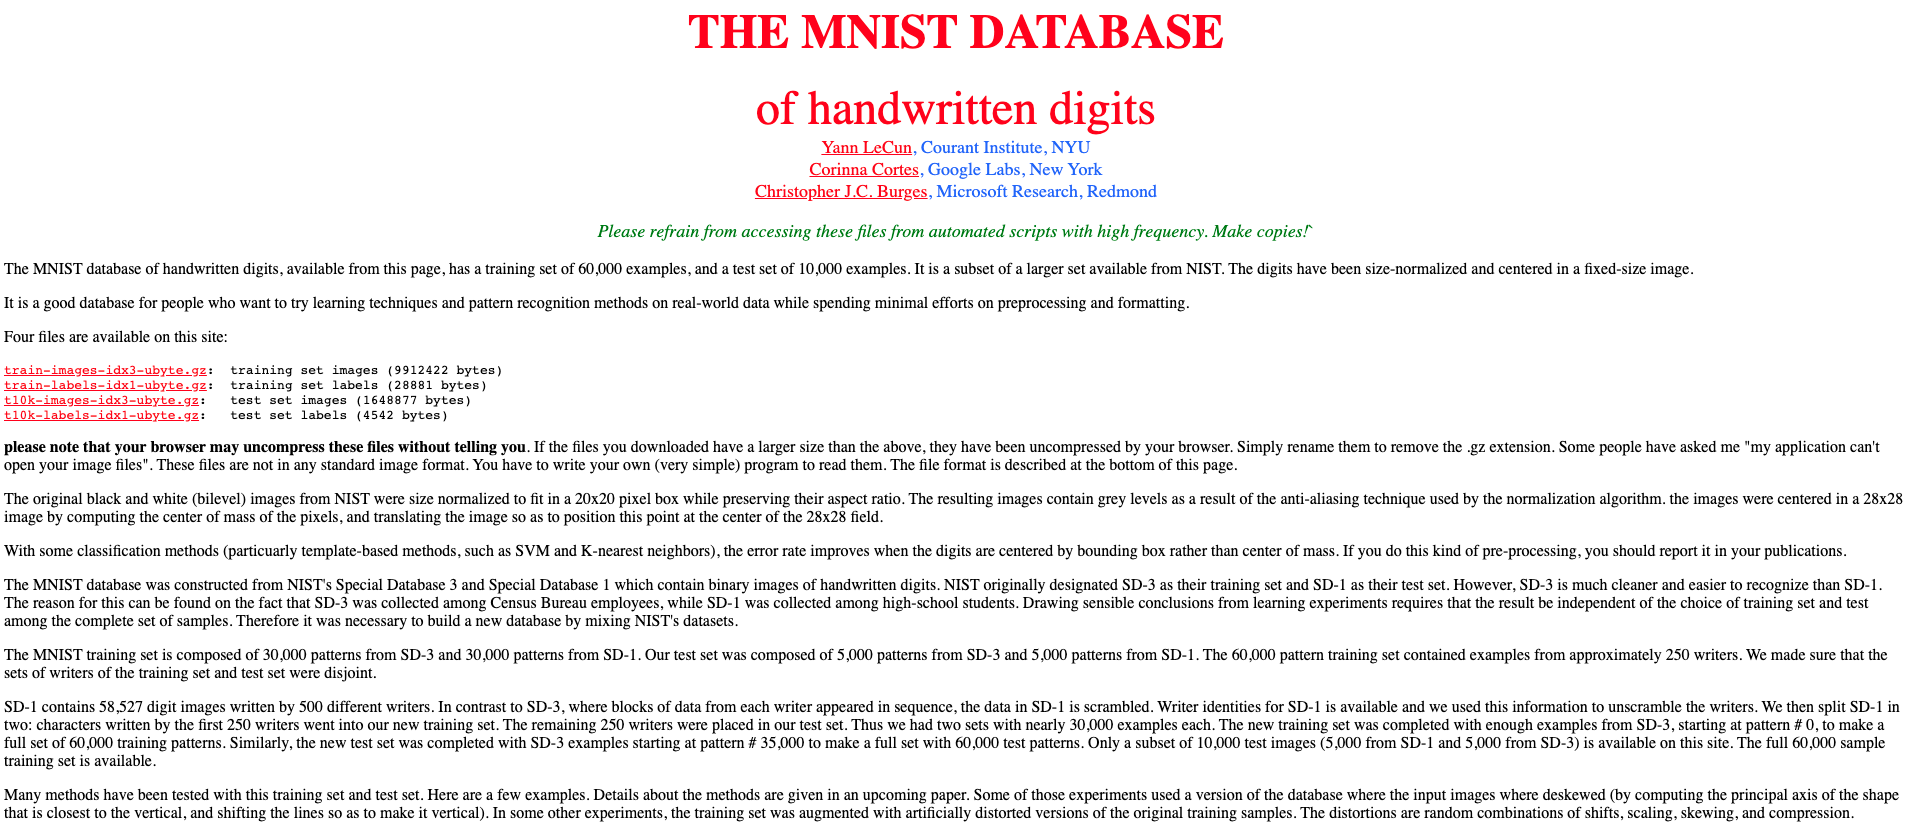 THE MNIST DATABASE
of handwritten digits
Yann LeCun, Courant Institute, NYU
Corinna Cortes, Google Labs, New York
Christopher J.C. Burges, Microsoft Research, Redmond
Please refrain from accessing these files from automated scripts with high frequency. Make copies!`
The MNIST database of handwritten digits, available from this page, has a training set of 60,000 examples, and a test set of 10,000 examples. It is a subset of a larger set available from NIST. The digits have been size-normalized and centered in a fixed-size image.
It is a good database for people who want to try learning techniques and pattern recognition methods on real-world data while spending minimal efforts on preprocessing and formatting.
Four files are available on this site:
train-images-idx3-ubyte.gz:  training set images (9912422 bytes)
train-labels-idx1-ubyte.gz:  training set labels (28881 bytes)
t10k-images-idx3-ubyte.gz:   test set images (1648877 bytes)
t10k-labels-idx1-ubyte.gz:   test set labels (4542 bytes)
please note that your browser may uncompress these files without telling you. If the files you downloaded have a larger size than the above, they have been uncompressed by your browser. Simply rename them to remove the .gz extension. Some people have asked me "my application can't
open your image files". These files are not in any standard image format. You have to write your own (very simple) program to read them. The file format is described at the bottom of this page.
The original black and white (bilevel) images from NIST were size normalized to fit in a 20x20 pixel box while preserving their aspect ratio. The resulting images contain grey levels as a result of the anti-aliasing technique used by the normalization algorithm. the images were centered in a 28x28
image by computing the center of mass of the pixels, and translating the image so as to position this point at the center of the 28x28 field.
With some classification methods (particuarly template-based methods, such as SVM and K-nearest neighbors), the error rate improves when the digits are centered by bounding box rather than center of mass. If you do this kind of pre-processing, you should report it in your publications.
The MNIST database was constructed from NIST's Special Database 3 and Special Database 1 which contain binary images of handwritten digits. NIST originally designated SD-3 as their training set and SD-1 as their test set. However, SD-3 is much cleaner and easier to recognize than SD-1.
The reason for this can be found on the fact that SD-3 was collected among Census Bureau employees, while SD-1 was collected among high-school students. Drawing sensible conclusions from learning experiments requires that the result be independent of the choice of training set and test
among the complete set of samples. Therefore it was necessary to build a new database by mixing NIST's datasets.
The MNIST training set is composed of 30,000 patterns from SD-3 and 30,000 patterns from SD-1. Our test set was composed of 5,000 patterns from SD-3 and 5,000 patterns from SD-1. The 60,000 pattern training set contained examples from approximately 250 writers. We made sure that the
sets of writers of the training set and test set were disjoint.
SD-1 contains 58,527 digit images written by 500 different writers. In contrast to SD-3, where blocks of data from each writer appeared in sequence, the data in SD-1 is scrambled. Writer identities for SD-1 is available and we used this information to unscramble the writers. We then split SD-1 in
two: characters written by the first 250 writers went into our new training set. The remaining 250 writers were placed in our test set. Thus we had two sets with nearly 30,000 examples each. The new training set was completed with enough examples from SD-3, starting at pattern # 0, to make a
full set of 60,000 training patterns. Similarly, the new test set was completed with SD-3 examples starting at pattern # 35,000 to make a full set with 60,000 test patterns. Only a subset of 10,000 test images (5,000 from SD-1 and 5,000 from SD-3) is available on this site. The full 60,000 sample
training set is available.
Many methods have been tested with this training set and test set. Here are a few examples. Details about the methods are given in an upcoming paper. Some of those experiments used a version of the database where the input images where deskewed (by computing the principal axis of the shape
that is closest to the vertical, and shifting the lines so as to make it vertical). In some other experiments, the training set was augmented with artificially distorted versions of the original training samples. The distortions are random combinations of shifts, scaling, skewing, and compression.